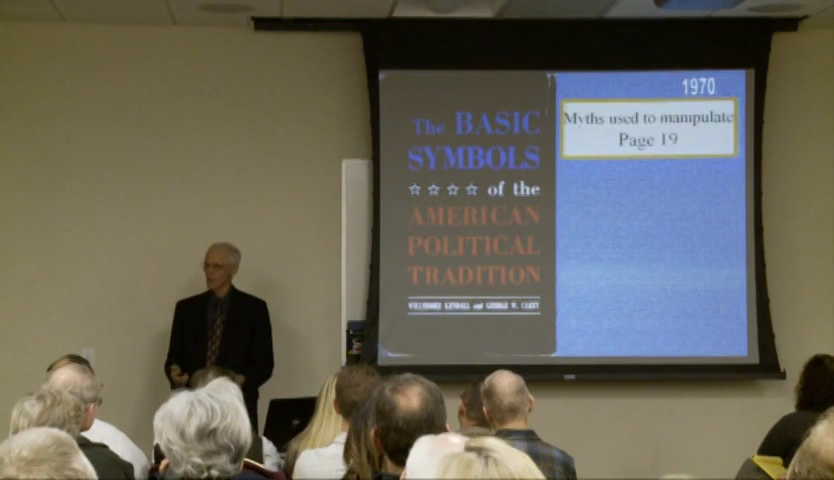 The BASIC
SYMBOLS
of the
AMERICAN
POLITICAL
TRADITION
WILLMOORE KENDALL and GEORGE W. CAREY
1970
Myths used to manipulate
Page 19